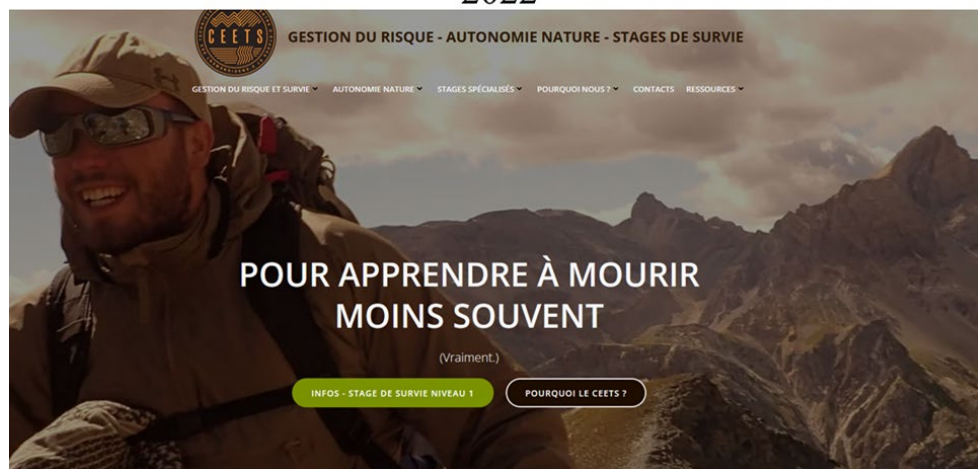 2022
CEETS
GESTION DU RISQUE - AUTONOMIE NATURE - STAGES DE SURVIE
GESTION DU RISQUE ET SURVIE AUTONOMIE NATURE STAGES SPÉCIALISÉS POURQUOI NOUS ? CONTACTS RESSOURCES
POUR APPRENDRE À MOURIR
MOINS SOUVENT
(Vraiment.)
INFOS - STAGE DE SURVIE NIVEAU 1 POURQUOI LE CEETS ?